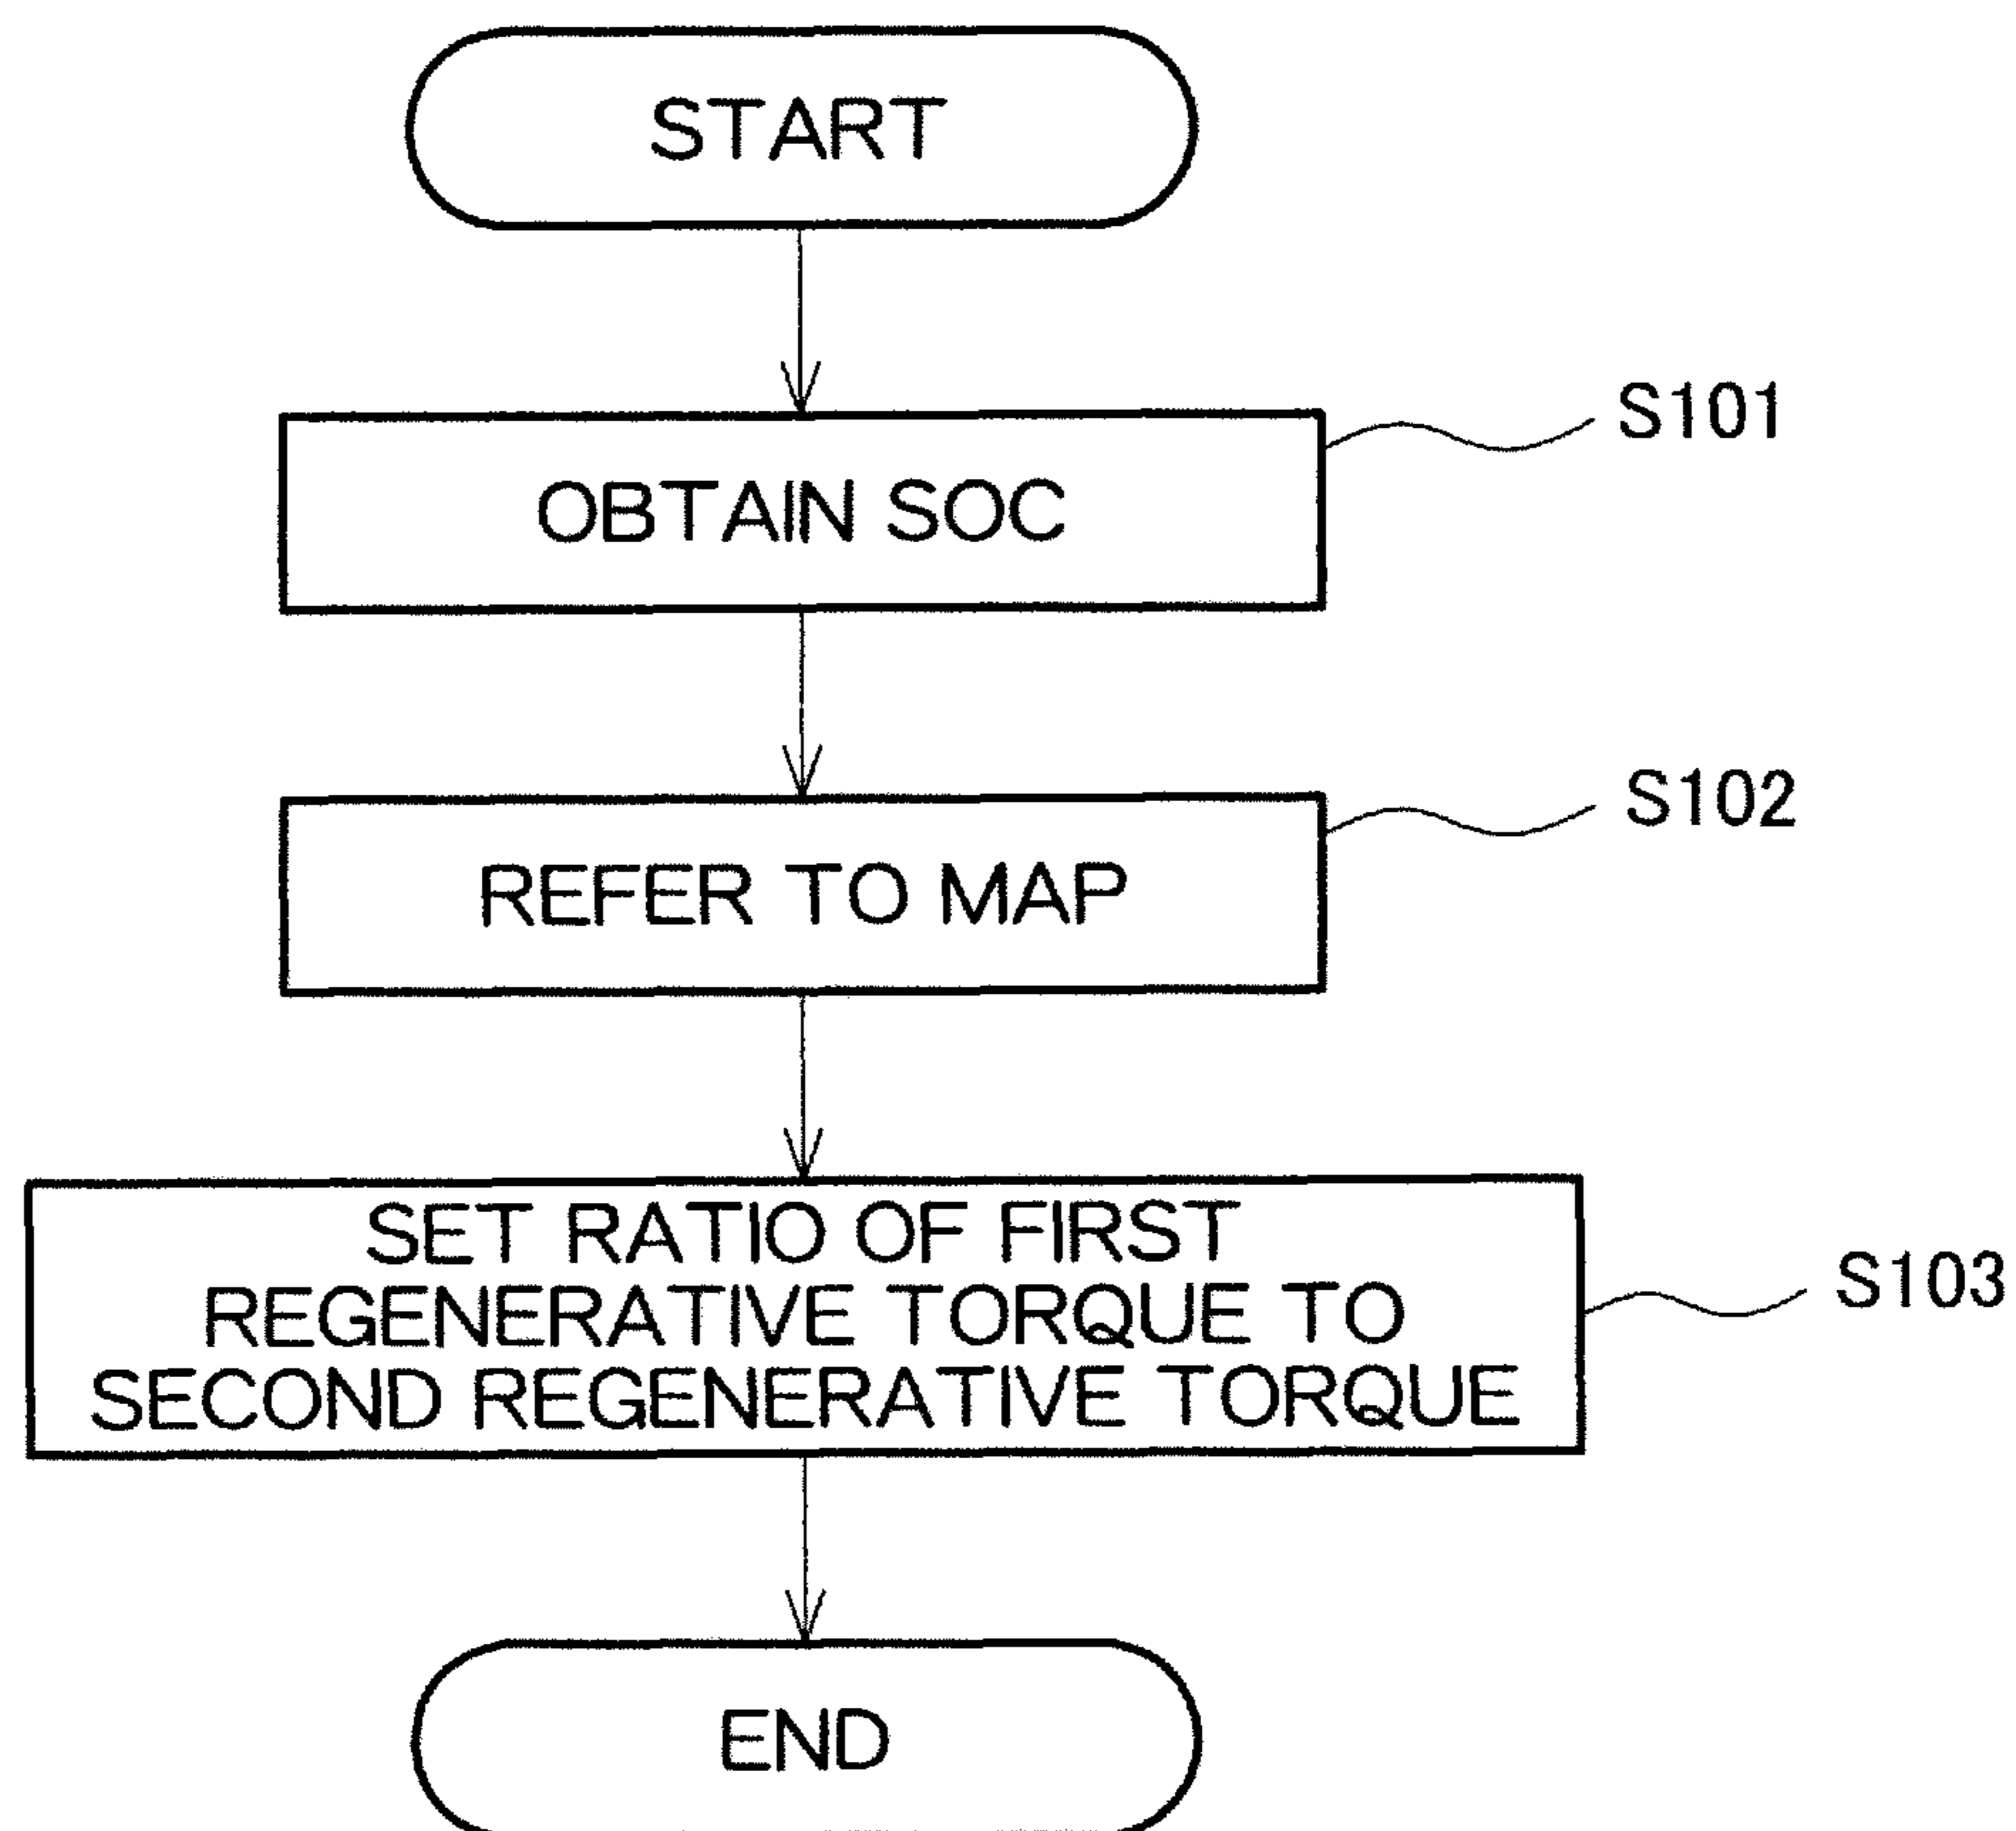 START
S101
OBTAIN SOC
S102
REFER TO MAP
SET RATIO OF FIRST
REGENERATIVE TORQUE TO
SECOND REGENERATIVE TORQUE
S103
END